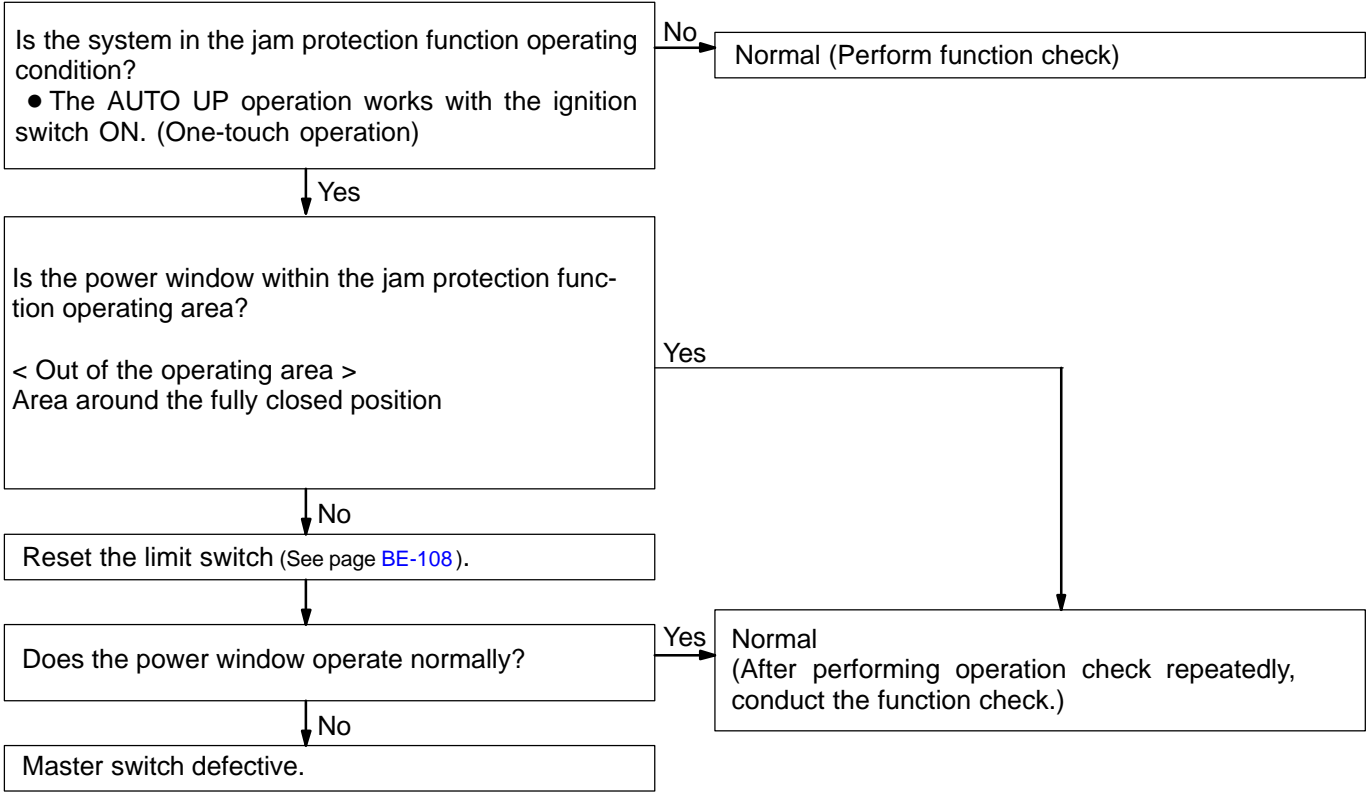 Is the system in the jam protection function operating
condition?
● The AUTO UP operation works with the ignition
switch ON. (One-touch operation)
No
Normal (Perform function check)
Yes
Is the power window within the jam protection func-
tion operating area?
< Out of the operating area >
Area around the fully closed position
Yes
No
Reset the limit switch (See page BE-108).
Does the power window operate normally?
Yes
Normal
(After performing operation check repeatedly,
conduct the function check.)
No
Master switch defective.